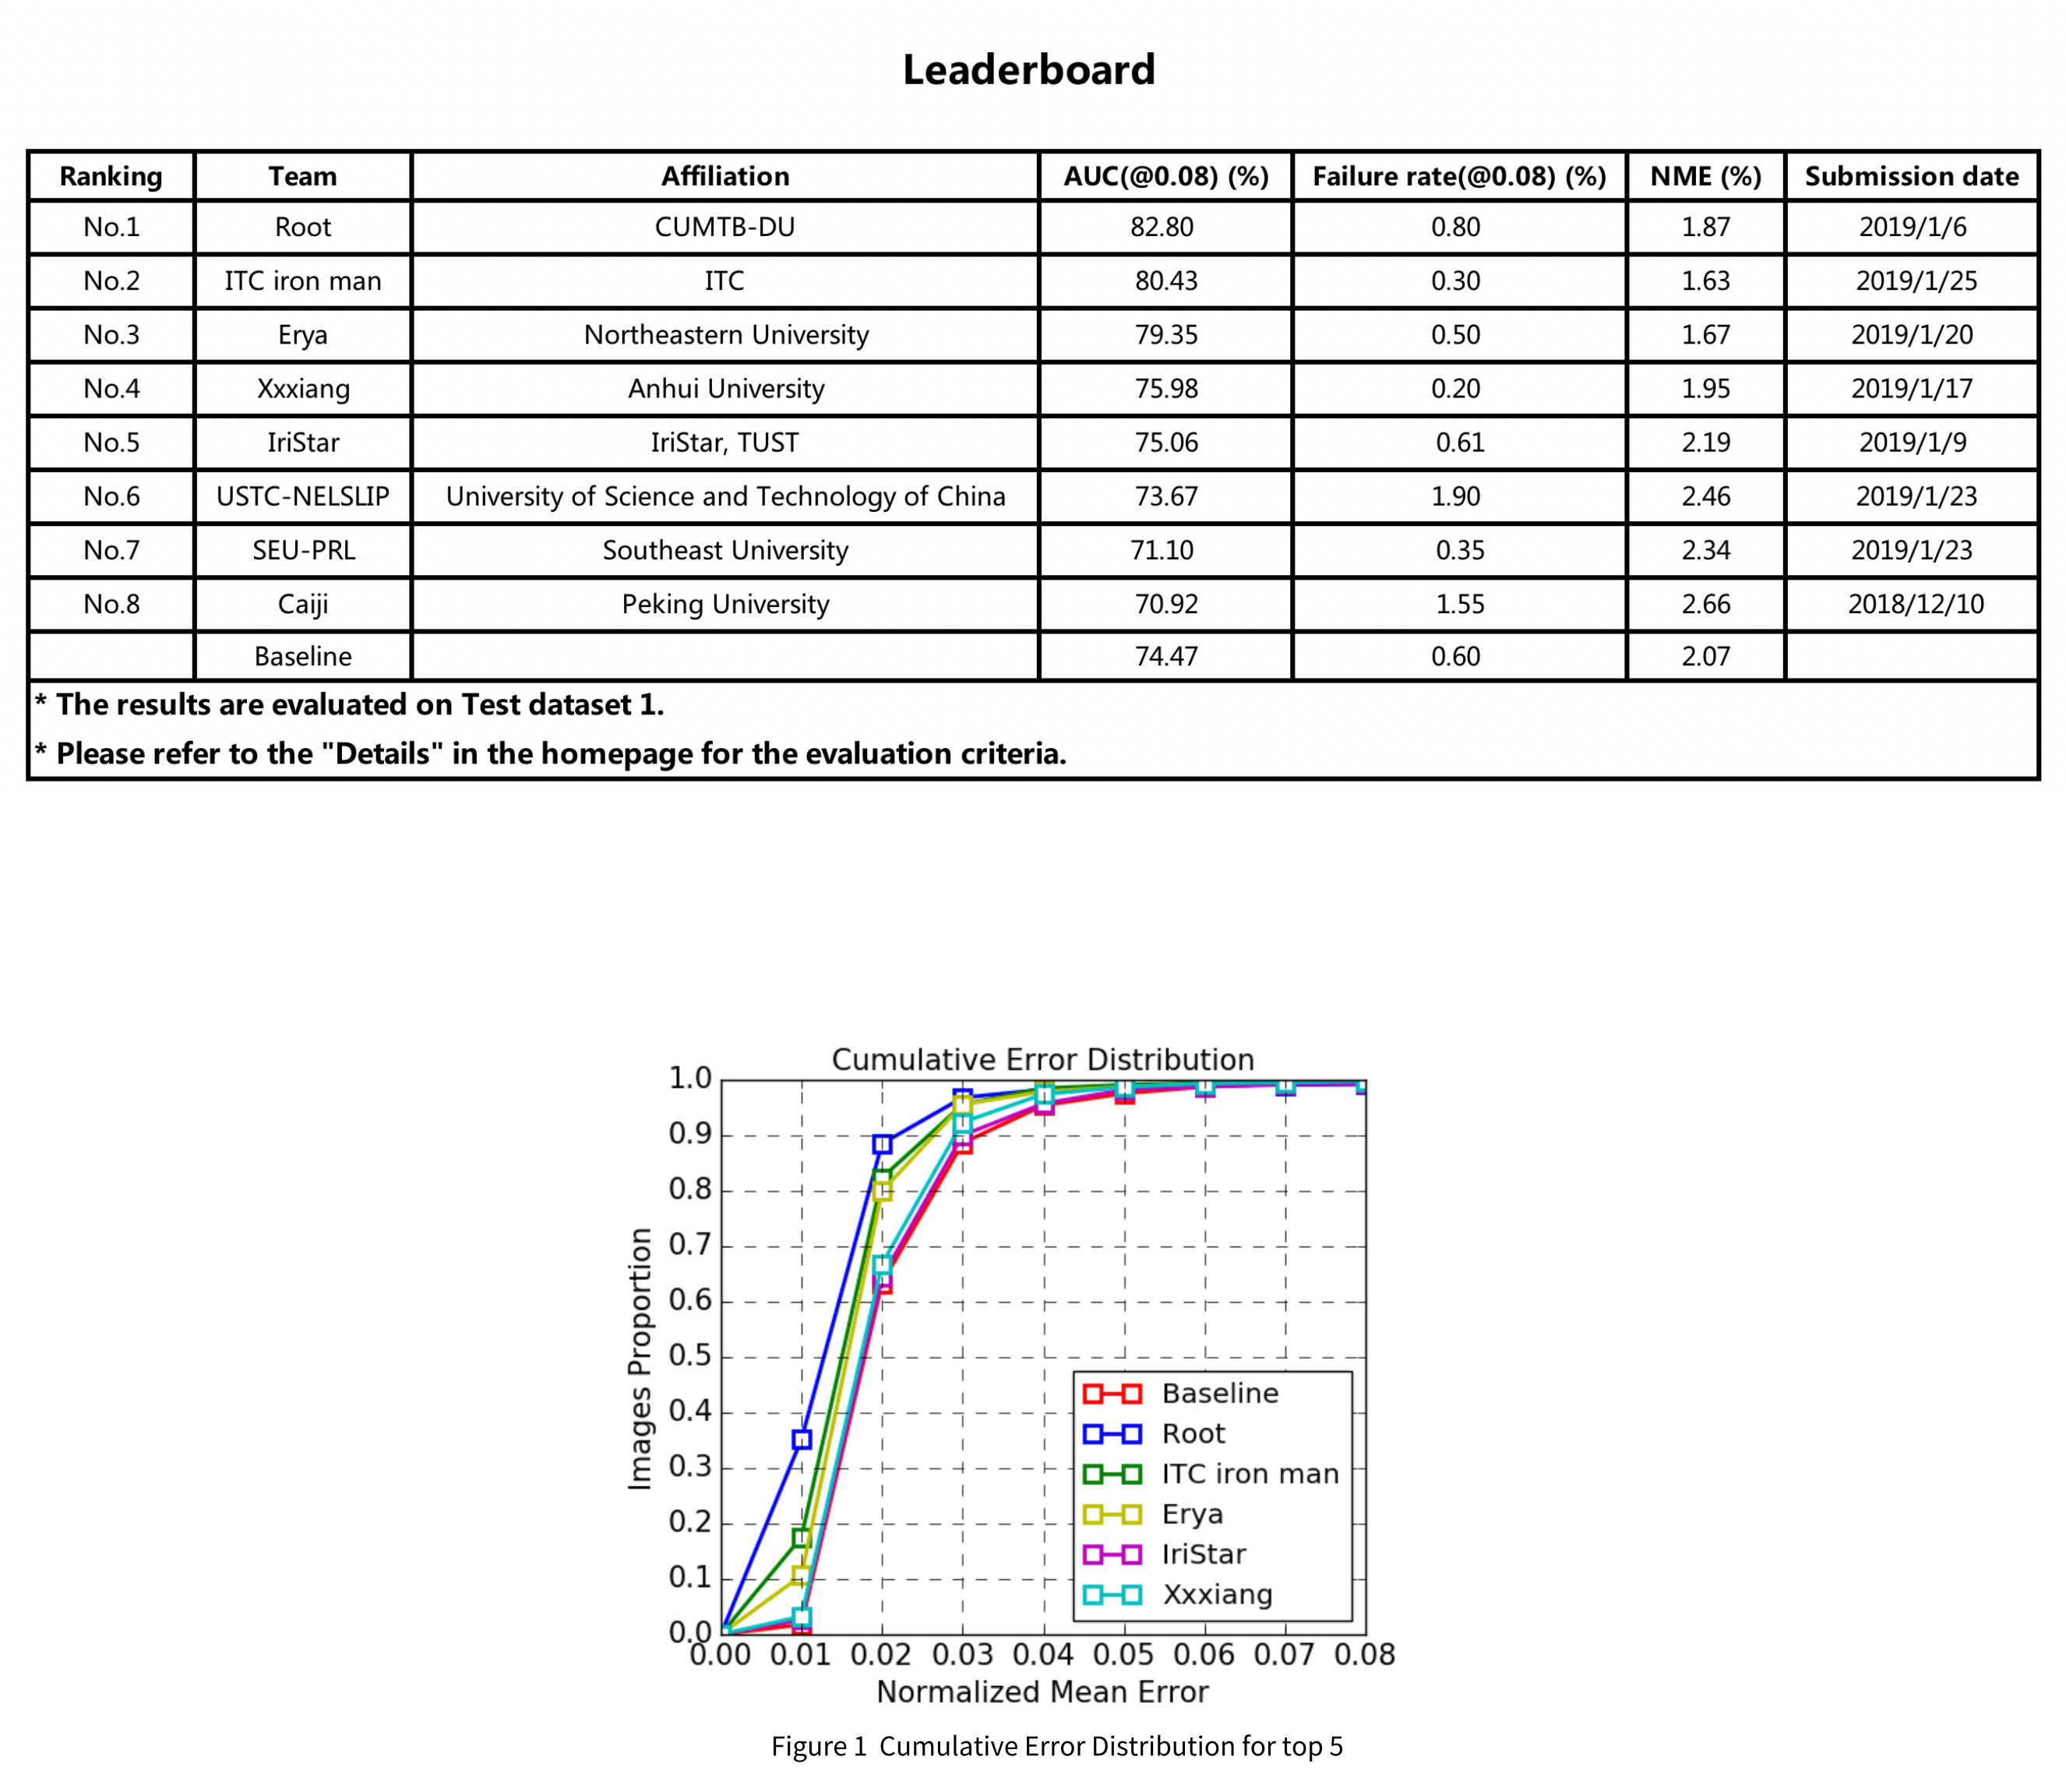 Leaderboard
Ranking Team Affiliation AUC(@0.08) (%) Failure rate(@0.08) (%) NME (%) Submission date
No.1 Root CUMTB-DU 82.80 0.80 1.87 2019/1/6
No.2 ITC iron man ITC 80.43 0.30 1.63 2019/1/25
No.3 Erya Northeastern University 79.35 0.50 1.67 2019/1/20
No.4 Xxxiang Anhui University 75.98 0.20 1.95 2019/1/17
No.5 IriStar IriStar, TUST 75.06 0.61 2.19 2019/1/9
No.6 USTC-NELSLIP University of Science and Technology of China 73.67 1.90 2.46 2019/1/23
No.7 SEU-PRL Southeast University 71.10 0.35 2.34 2019/1/23
No.8 Caiji Peking University 70.92 1.55 2.66 2018/12/10
Baseline 74.47 0.60 2.07
* The results are evaluated on Test dataset 1.
* Please refer to the "Details" in the homepage for the evaluation criteria.
Cumulative Error Distribution
1.0
0.9
0.8
0.7
0.6
0.5
0.4
0.3
0.2
0.1
0.0
Images Proportion
Baseline
Root
ITC iron man
Erya
IriStar
Xxxiang
0.00 0.01 0.02 0.03 0.04 0.05 0.06 0.07 0.08
Normalized Mean Error
Figure 1 Cumulative Error Distribution for top 5